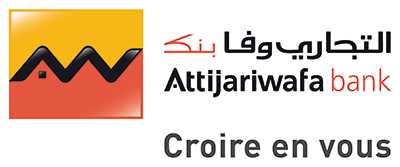 التجاري وفا بنك
Attijariwafa bank
Croire en vous